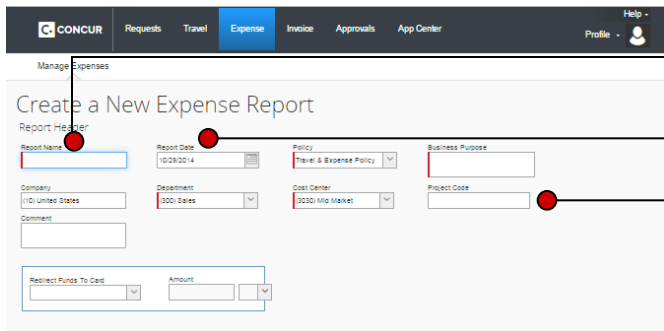 Help
C. CONCUR Requests Travel Expense Invoice Approvals App Center Profile
Manage Expenses
Create a New Expense Report
Report Header
Report Name Report Date Policy Business Purpose
10/29/2014 Travel & Expense Policy
Company Department Cost Center Project Code
(10) United States (300) Sales (3030) Mid Market
Comment
Redirect Funds To Card Amount